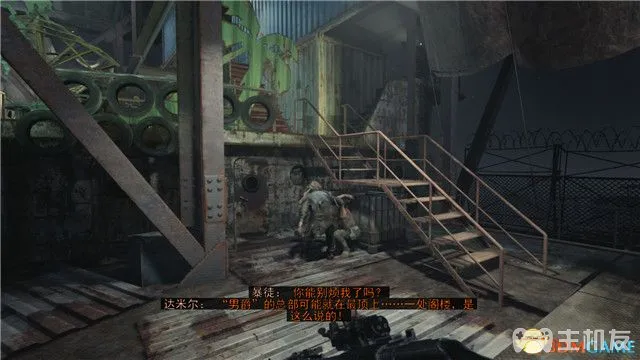 暴徒： 你能别烦我了吗？
达米尔： “男爵”的总部可能就在最顶上……一处阁楼，是
这么说的！
主机友